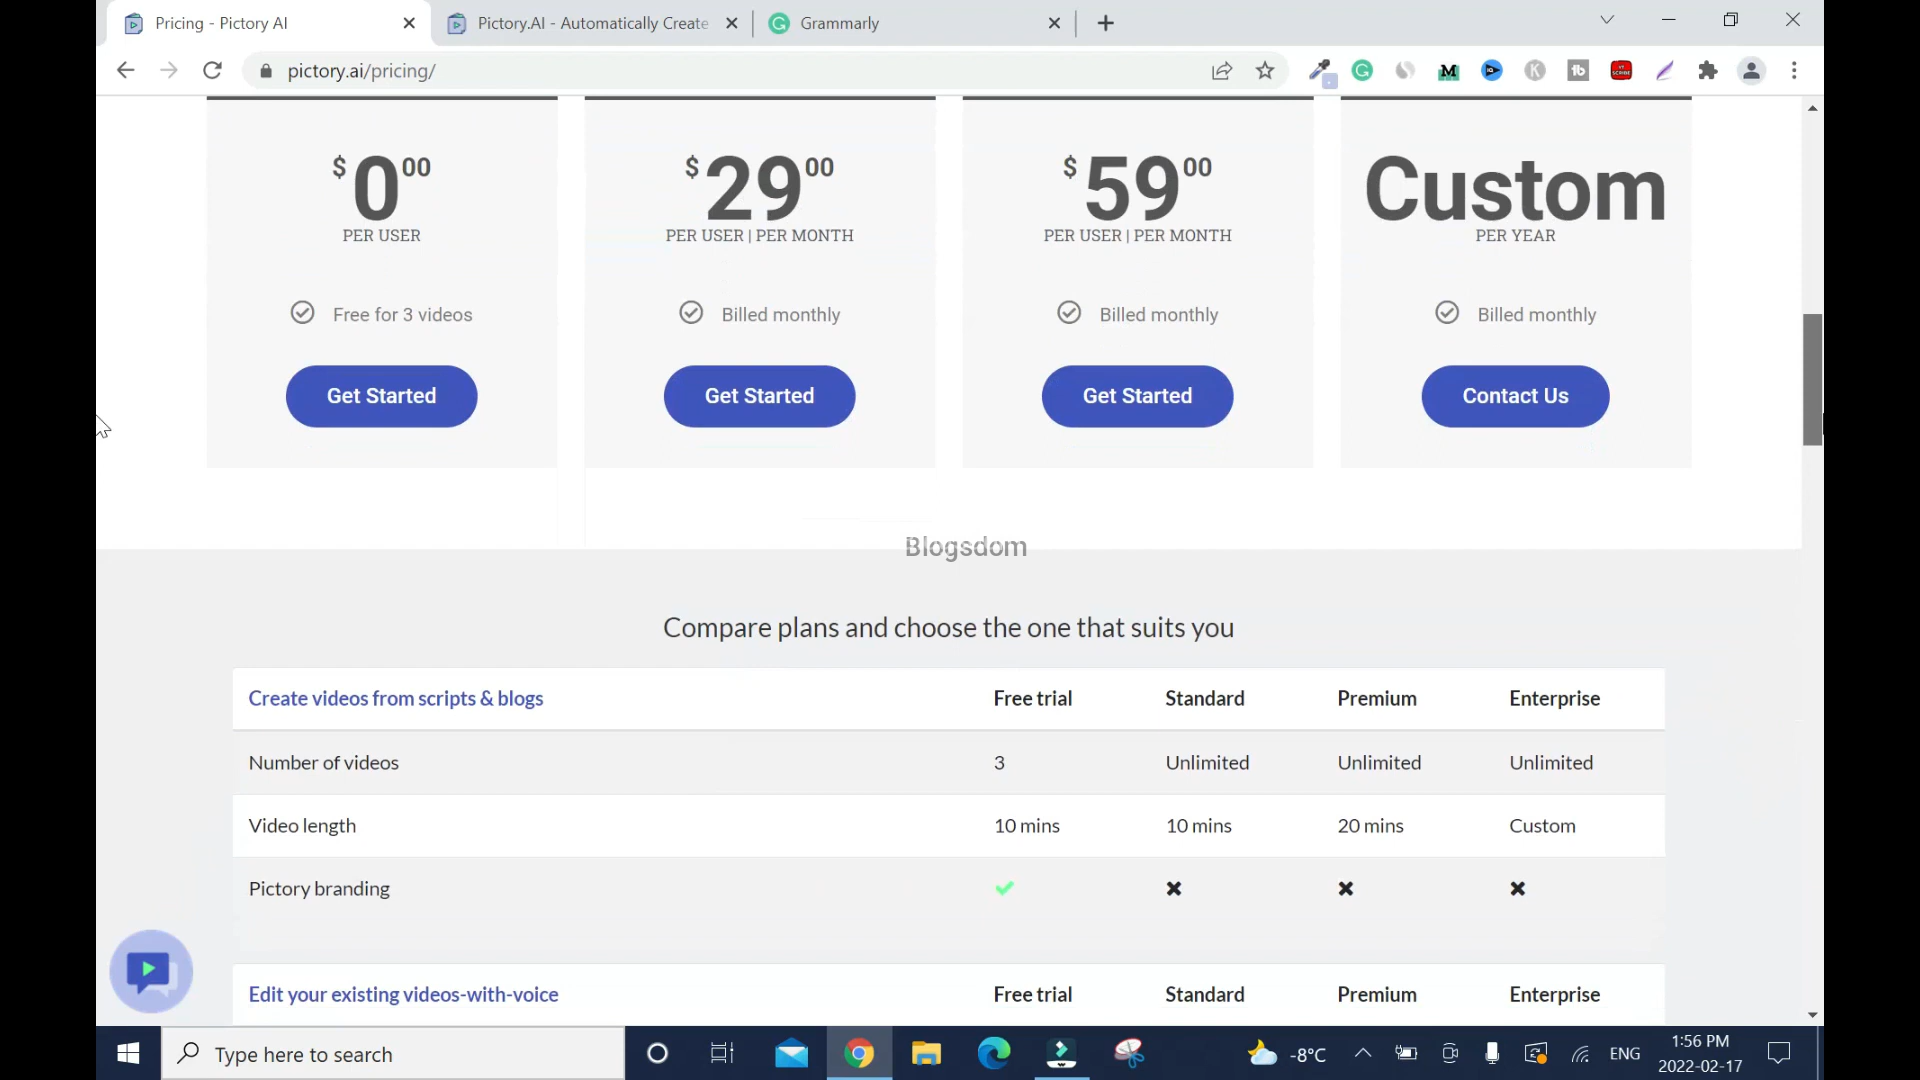 Pricing - Pictory AI
Pictory.AI - Automatically Create
Grammarly
pictory.ai/pricing/
$0.00 $29.00 $59.00 Custom
PER USER PER USER | PER MONTH PER USER | PER MONTH PER YEAR
Free for 3 videos Billed monthly Billed monthly Billed monthly
Get Started Get Started Get Started Contact Us
Blogsdom
Compare plans and choose the one that suits you
Create videos from scripts & blogs Free trial Standard Premium Enterprise
Number of videos 3 Unlimited Unlimited Unlimited
Video length 10 mins 10 mins 20 mins Custom
Pictory branding
Edit your existing videos-with-voice Free trial Standard Premium Enterprise
Type here to search
-8°C
ENG
1:56 PM
2022-02-17